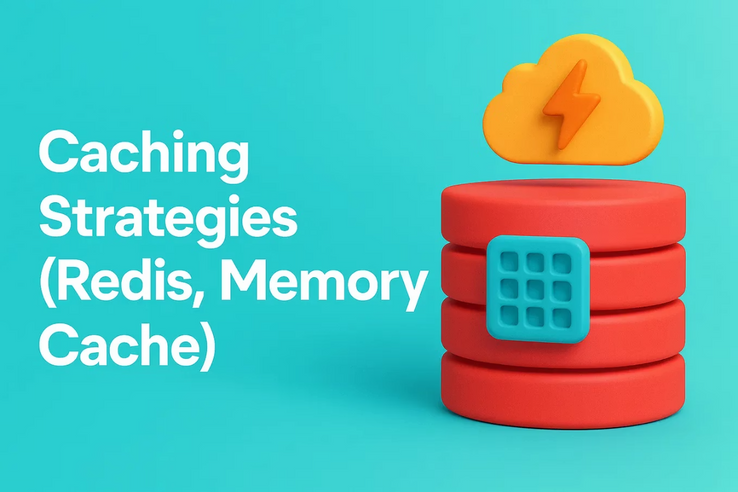 Caching
Strategies
(Redis, Memory
Cache)